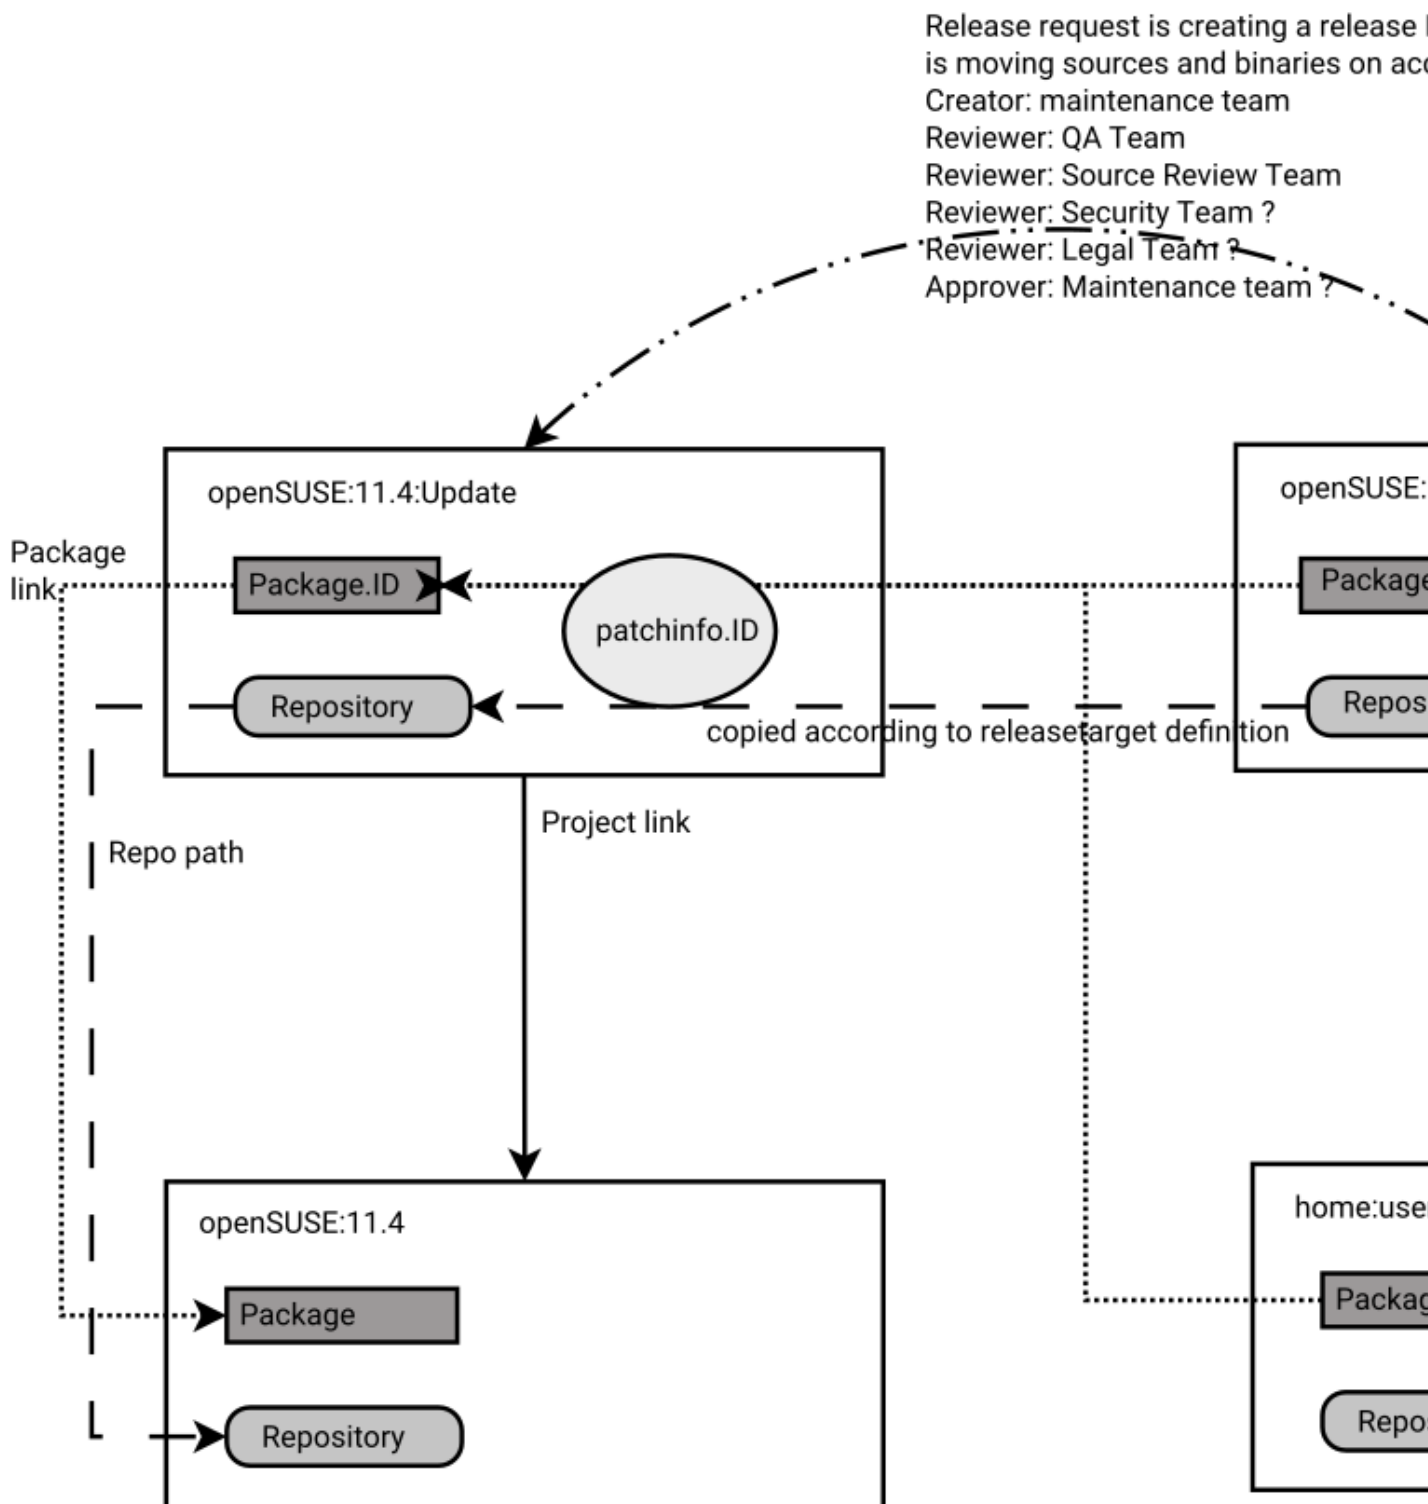 Release request is creating a release
is moving sources and binaries on
Creator: maintenance team
Reviewer: QA Team
Reviewer: Source Review Team
Reviewer: Security Team ?
Reviewer: Legal Team ?
Approver: Maintenance team ?
openSUSE:11.4:Update
openSUSE:
Package
link
Package.ID
Package
patchinfo.ID
Repository
Repos
copied according to releasetarget definition
Project link
Repo path
openSUSE:11.4
home:user
Package
Packag
Repository
Repo